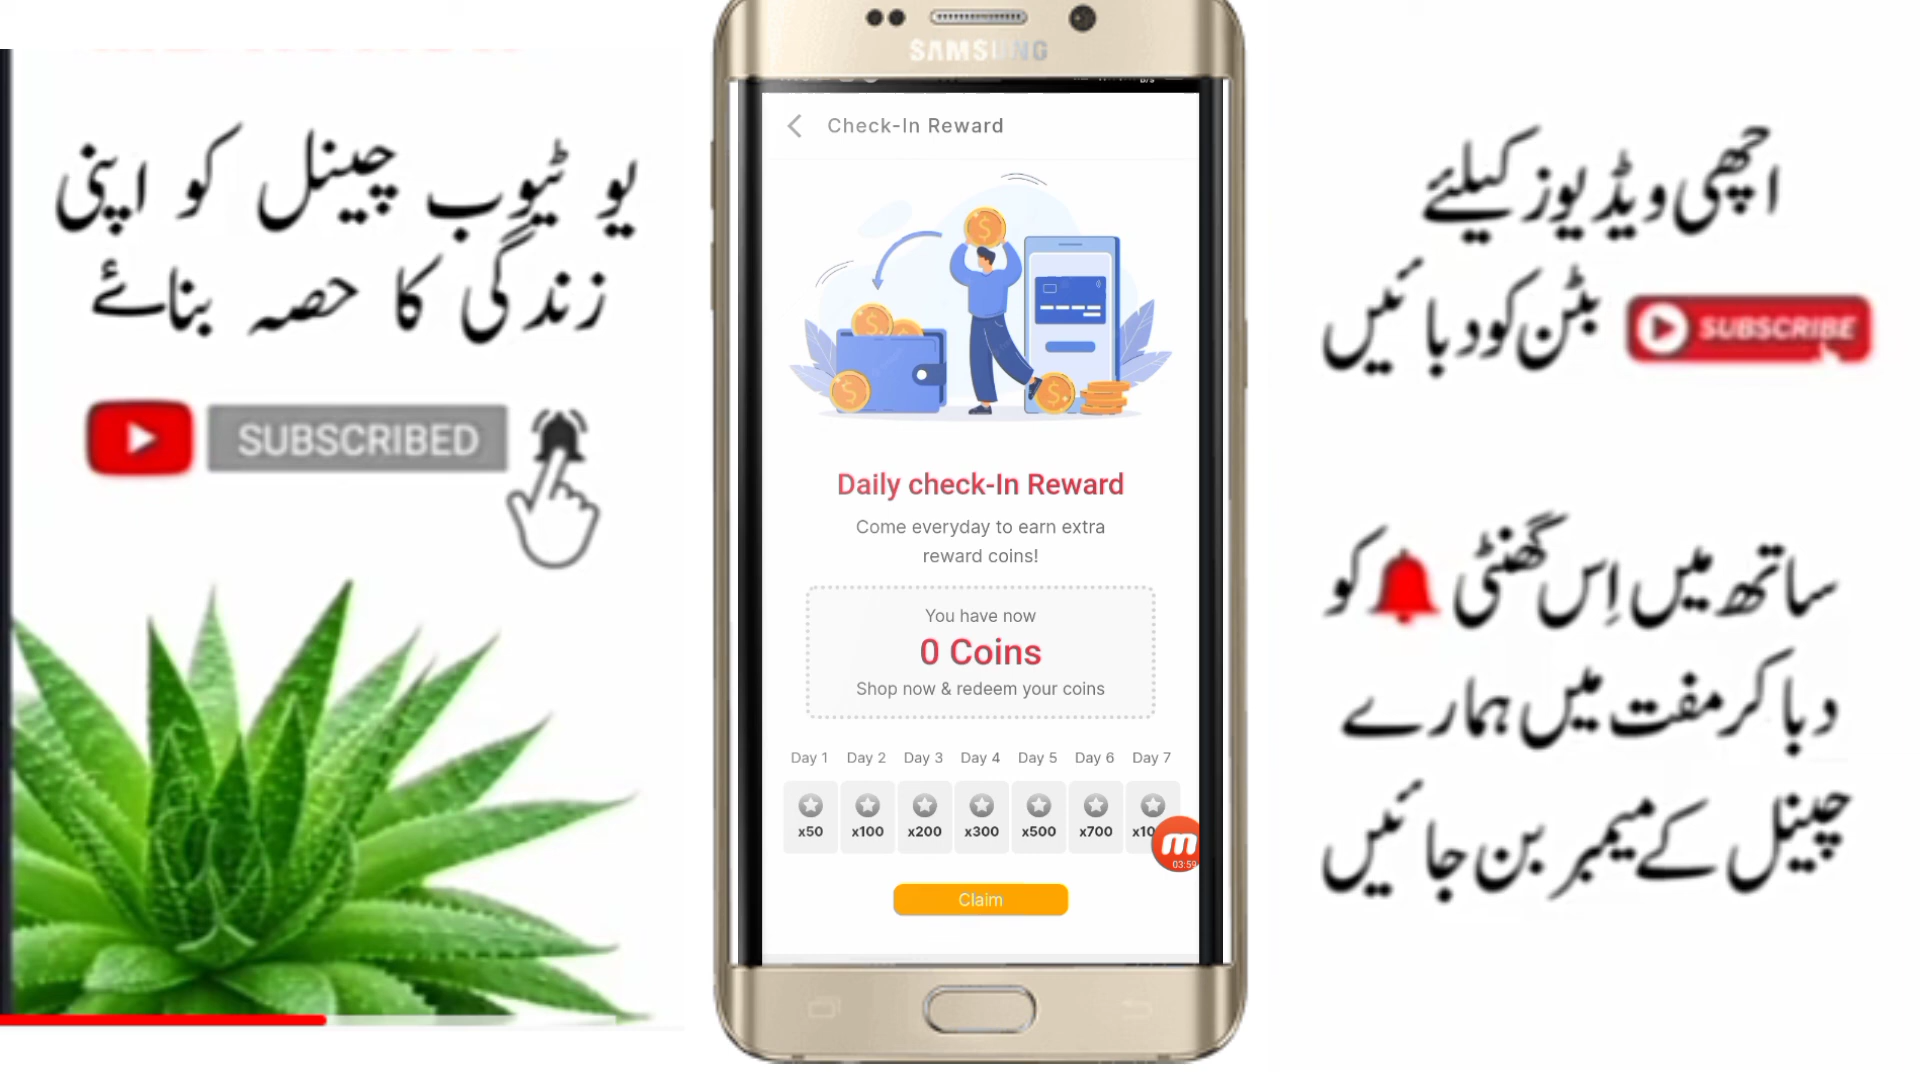 یو ٹیوب چینل کو اپنی
زندگی کا حصہ بنائے
SUBSCRIBED
SAMSUNG
Check-In Reward
Daily check-In Reward
Come everyday to earn extra
reward coins!
You have now
0 Coins
Shop now & redeem your coins
Day 1 Day 2 Day 3 Day 4 Day 5 Day 6 Day 7
x50 x100 x200 x300 x500 x700 x10
03:59
Claim
اچھی ویڈیوز کیلئے
بٹن کو دبائیں
SUBSCRIBE
ساتھ میں اِس گھنٹی کو
دبا کر مفت میں ہمارے
چینل کے میمبر بن جائیں